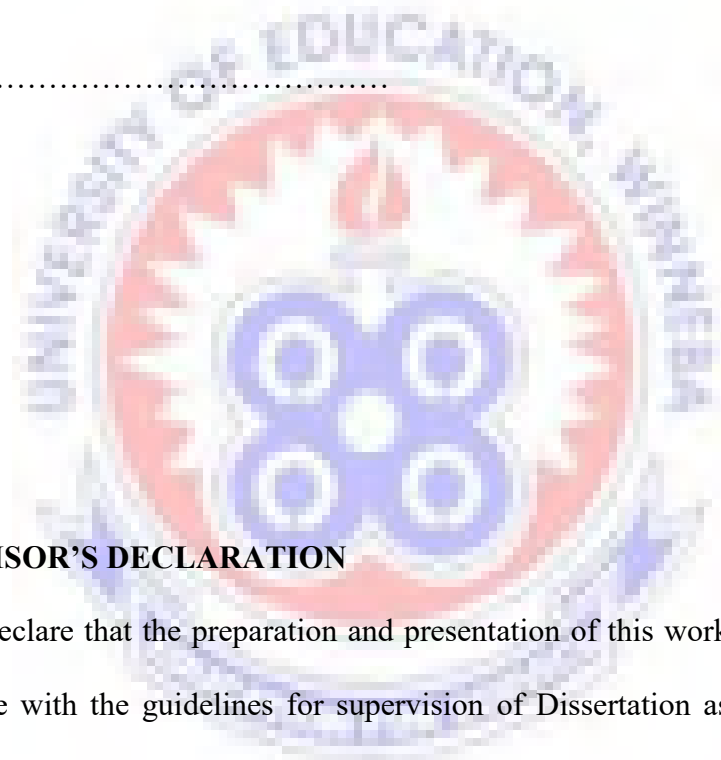 UNIVERSITY OF EDUCATION, WINNEBA
……………………………………
ISOR’S DECLARATION
eclare that the preparation and presentation of this work
e with the guidelines for supervision of Dissertation as